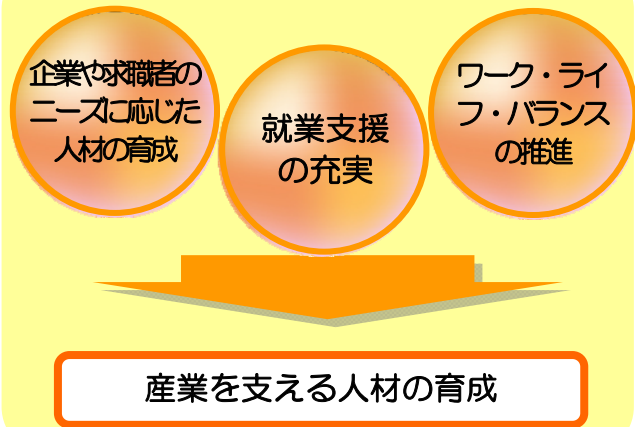 企業や求職者の
ニーズに応じた
人材の育成
就業支援
の充実
ワーク・ライ
フ・バランス
の推進
産業を支える人材の育成